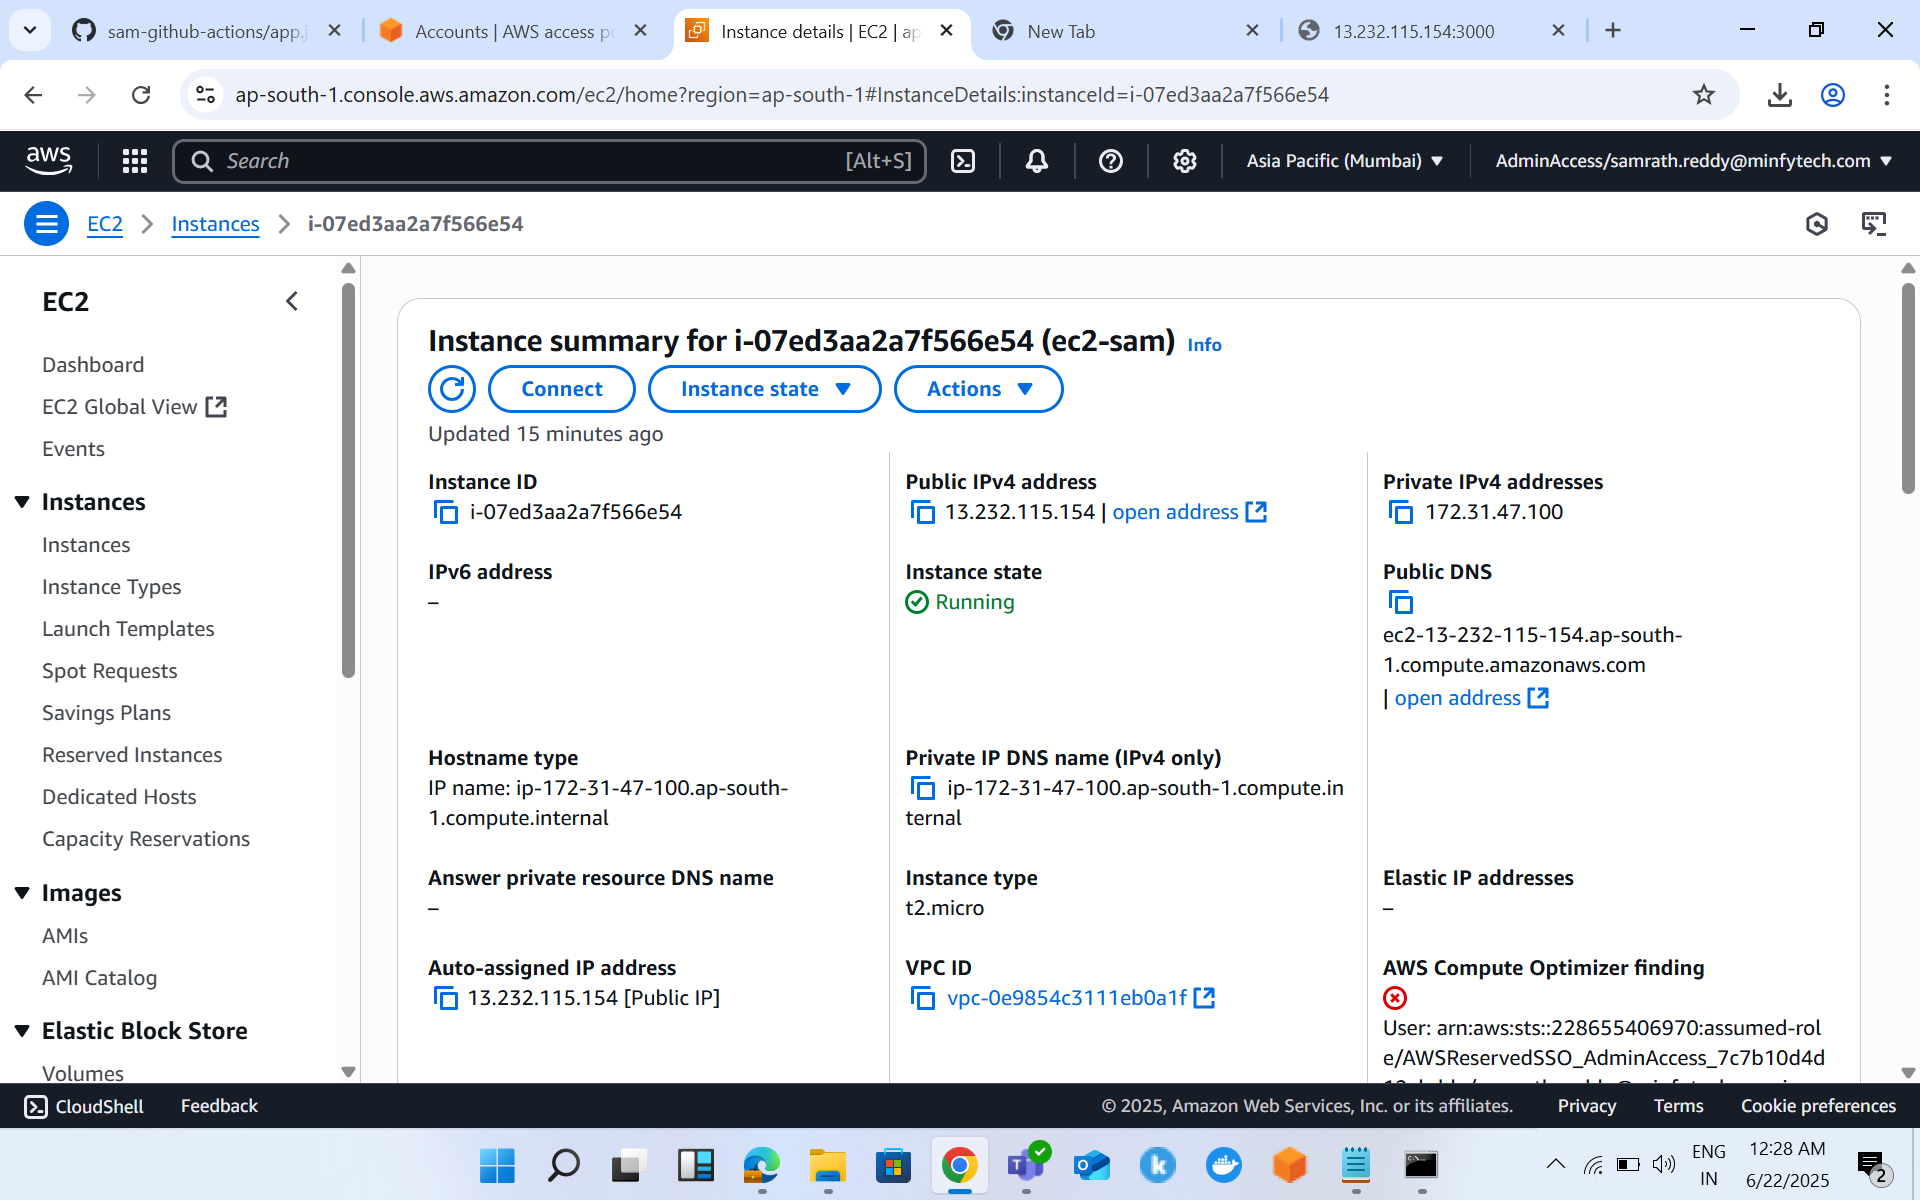 sam-github-actions/app.j
Accounts | AWS access po
Instance details | EC2 | ap
New Tab
13.232.115.154:3000
ap-south-1.console.aws.amazon.com/ec2/home?region=ap-south-1#InstanceDetails:instanceId=i-07ed3aa2a7f566e54
aws
Search
[Alt+S]
Asia Pacific (Mumbai)
AdminAccess/samrath.reddy@minfytech.com
EC2
Instances
i-07ed3aa2a7f566e54
EC2
Dashboard
EC2 Global View
Events
Instances
Instances
Instance Types
Launch Templates
Spot Requests
Savings Plans
Reserved Instances
Dedicated Hosts
Capacity Reservations
Images
AMIs
AMI Catalog
Elastic Block Store
Volumes
Instance summary for i-07ed3aa2a7f566e54 (ec2-sam) Info
Connect
Instance state
Actions
Updated 15 minutes ago
Instance ID
i-07ed3aa2a7f566e54
Public IPv4 address
13.232.115.154 | open address
Private IPv4 addresses
172.31.47.100
IPv6 address
–
Instance state
Running
Public DNS
ec2-13-232-115-154.ap-south-
1.compute.amazonaws.com
| open address
Hostname type
IP name: ip-172-31-47-100.ap-south-
1.compute.internal
Private IP DNS name (IPv4 only)
ip-172-31-47-100.ap-south-1.compute.in
ternal
Answer private resource DNS name
–
Instance type
t2.micro
Elastic IP addresses
–
Auto-assigned IP address
13.232.115.154 [Public IP]
VPC ID
vpc-0e9854c3111eb0a1f
AWS Compute Optimizer finding
User: arn:aws:sts::228655406970:assumed-rol
e/AWSReservedSSO_AdminAccess_7c7b10d4d
CloudShell
Feedback
© 2025, Amazon Web Services, Inc. or its affiliates.
Privacy
Terms
Cookie preferences
ENG
IN
12:28 AM
6/22/2025
2